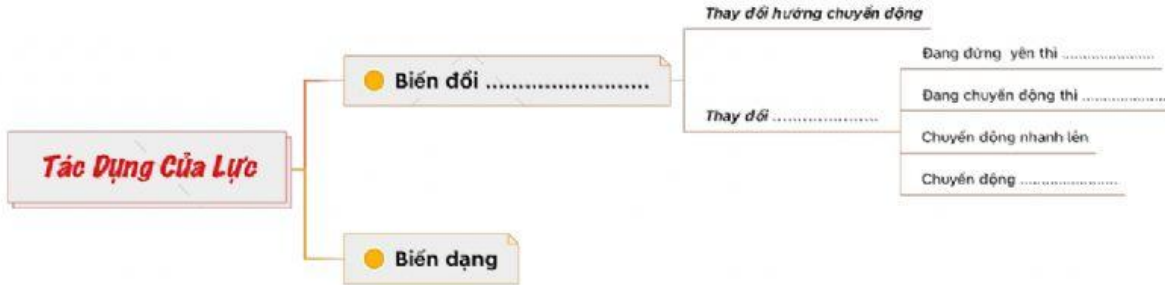 Tác Dụng Của Lực
Biến đổi .........................
Thay đổi hướng chuyển động
Thay đổi .......................
Đang đứng yên thì ....................
Đang chuyển động thì ..................
Chuyển động nhanh lên
Chuyển động .....................
Biến dạng